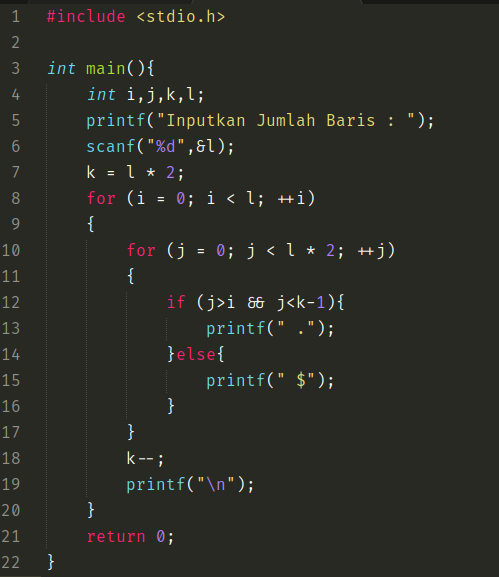 1 #include <stdio.h>
2
3 int main(){
4     int i,j,k,l;
5     printf("Inputkan Jumlah Baris : ");
6     scanf("%d",&l);
7     k = l * 2;
8     for (i = 0; i < l; ++i)
9     {
10         for (j = 0; j < l * 2; ++j)
11         {
12             if (j>i && j<k-1){
13                 printf(" .");
14             }else{
15                 printf(" $");
16             }
17         }
18         k--;
19         printf("\n");
20     }
21     return 0;
22 }